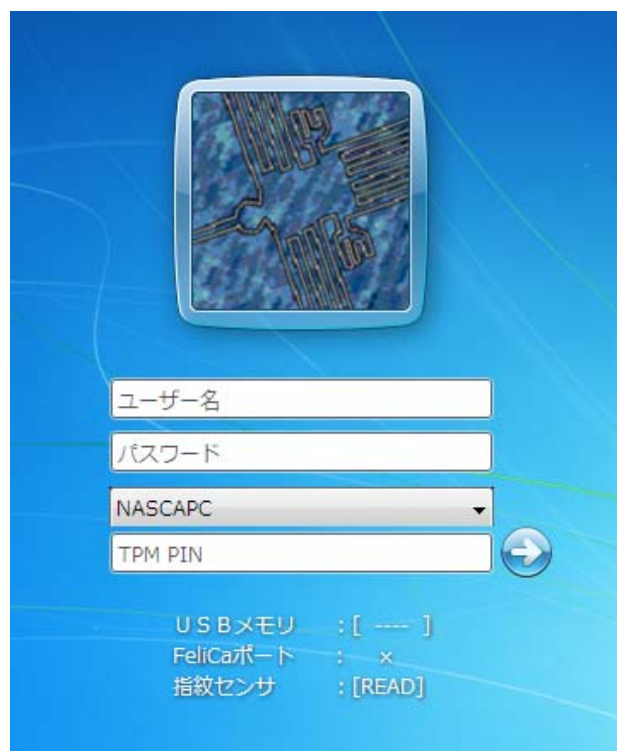 ユーザー名
パスワード
NASCAPC
TPM PIN
ＵＳＢメモリ :[ ---- ]
FeliCaポート : ×
指紋センサ :[READ]